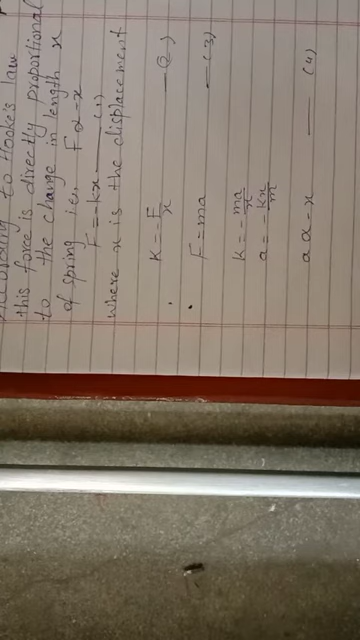 According to Hooke's law
this force is directly proportional
to the change in length x
of spring i.e. F α - x
F = - kx. — (1)
where x is the displacement
K = - F/x — (2)
F = ma — (3)
K = - ma/x
a = - kx/m
a α - x — (4)